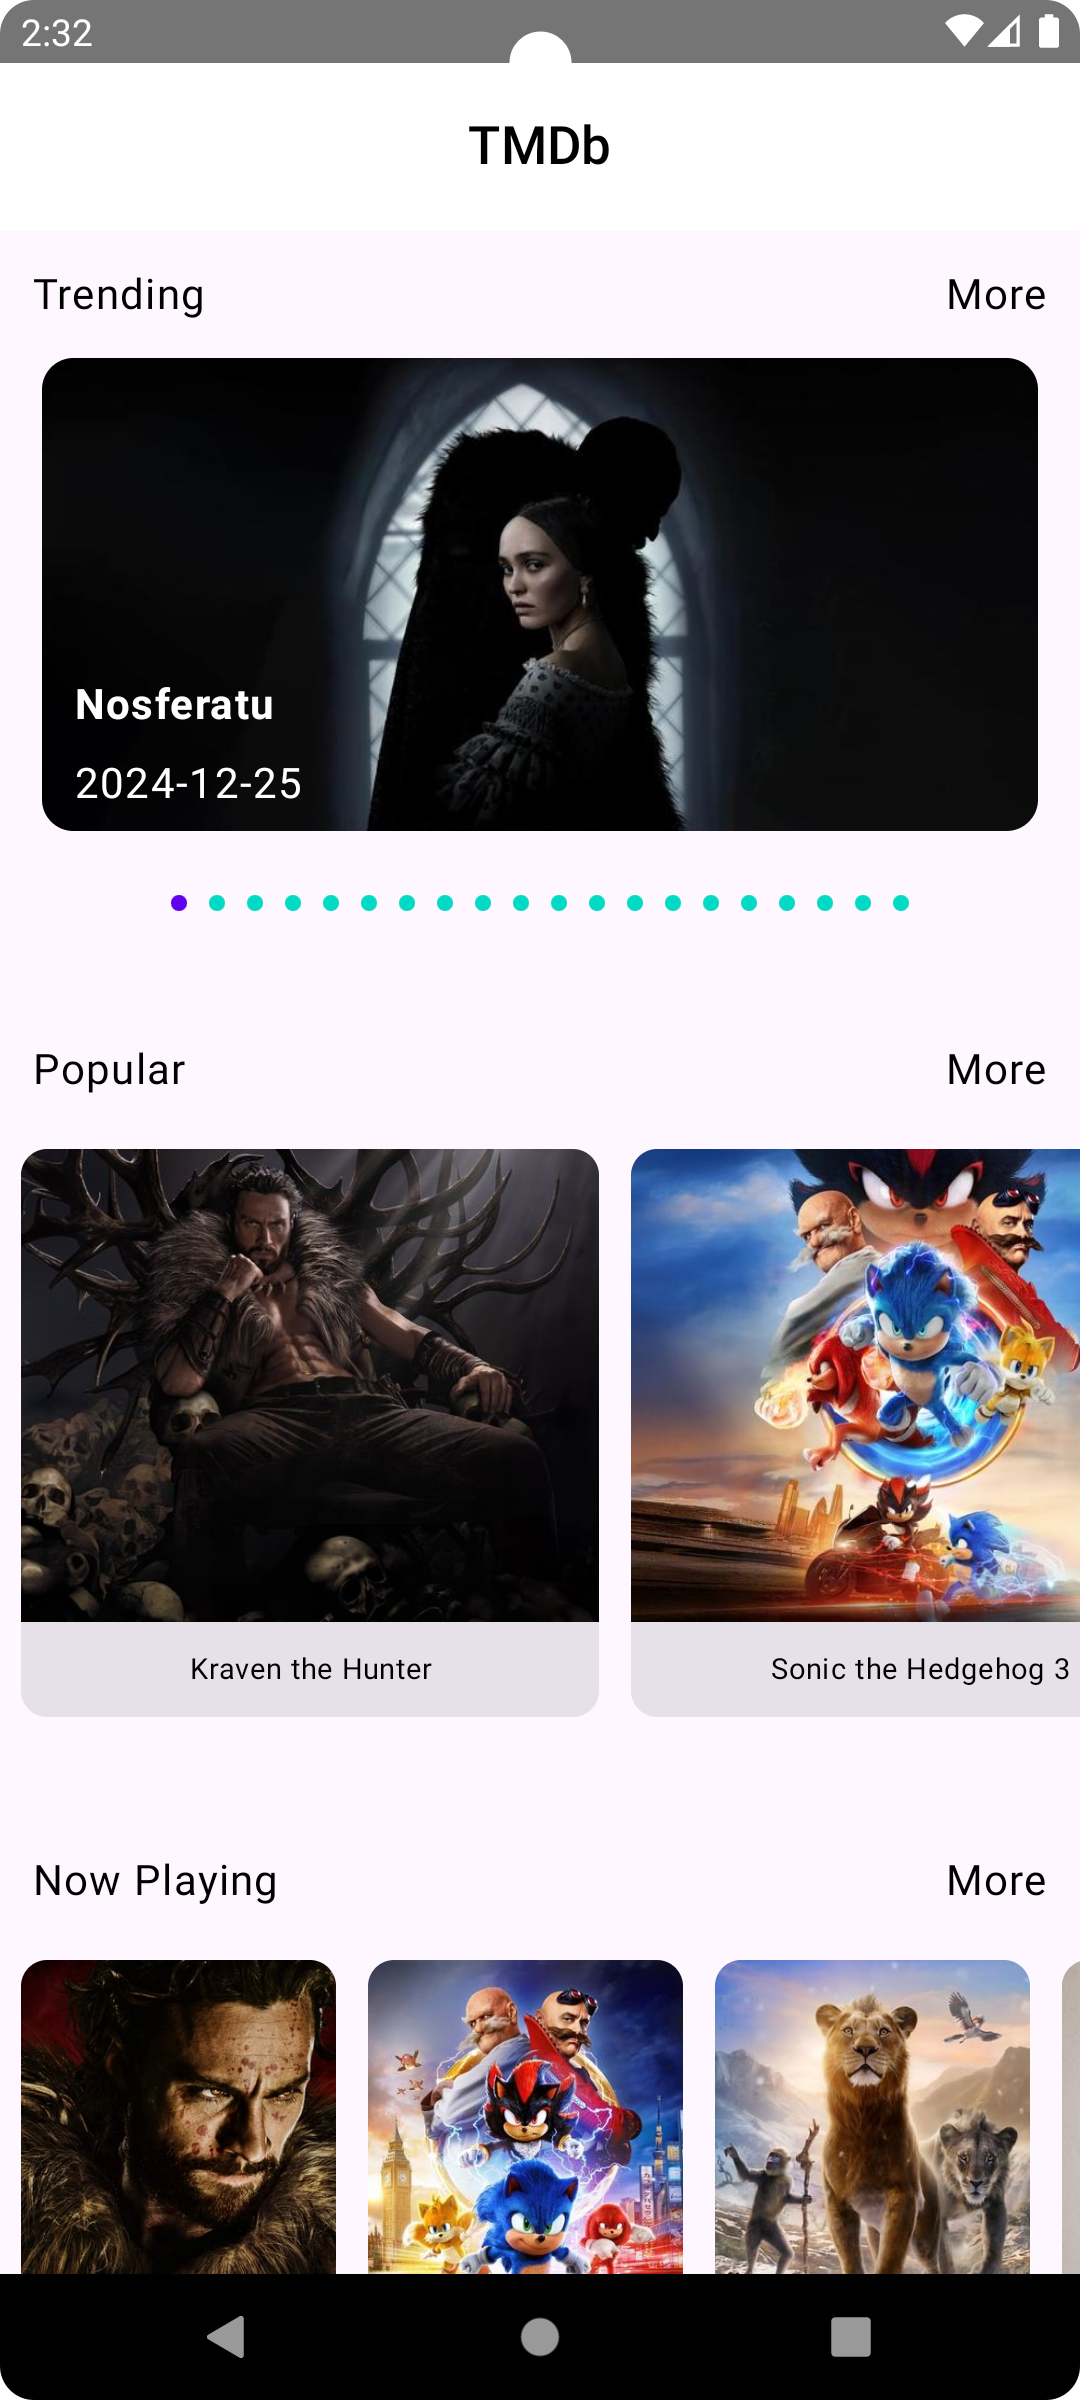 2:32
TMDb
Trending
More
Nosferatu
2024-12-25
Popular
More
Kraven the Hunter
Sonic the Hedgehog 3
Now Playing
More